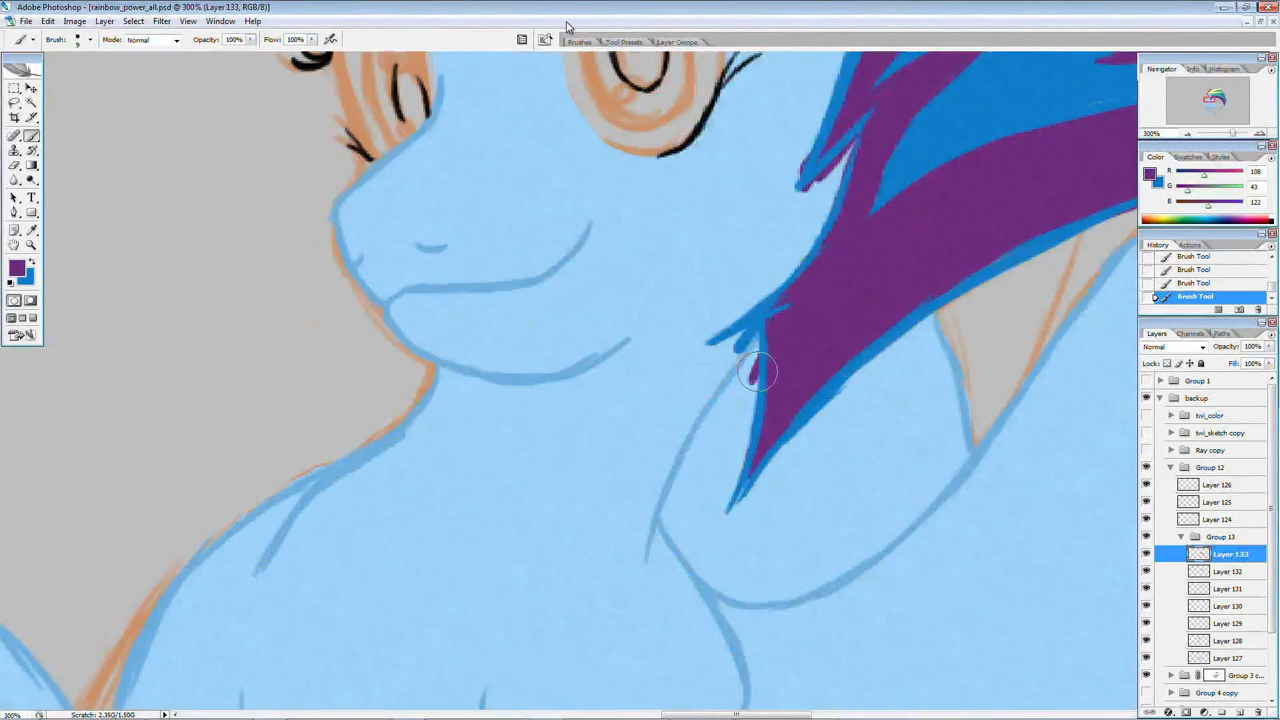 Adobe Photoshop - [rainbow_power_all.psd @ 300% (Layer 133, RGB/8)]
File Edit Image Layer Select Filter View Window Help
Brush: 9 Mode: Normal Opacity: 100% Flow: 100%
Brushes Tool Presets Layer Comps
Navigator Info Histogram
300%
Color Swatches Styles
R 108
G 43
B 122
History Actions
Brush Tool
Brush Tool
Brush Tool
Brush Tool
Layers Channels Paths
Normal Opacity: 100%
Lock: Fill: 100%
Group 1
backup
twi_color
twi_sketch copy
Ray copy
Group 12
Layer 126
Layer 125
Layer 124
Group 13
Layer 133
Layer 132
Layer 131
Layer 130
Layer 129
Layer 128
Layer 127
Group 3 c...
Group 4 copy
300% Scratch: 2.35G/1.50G